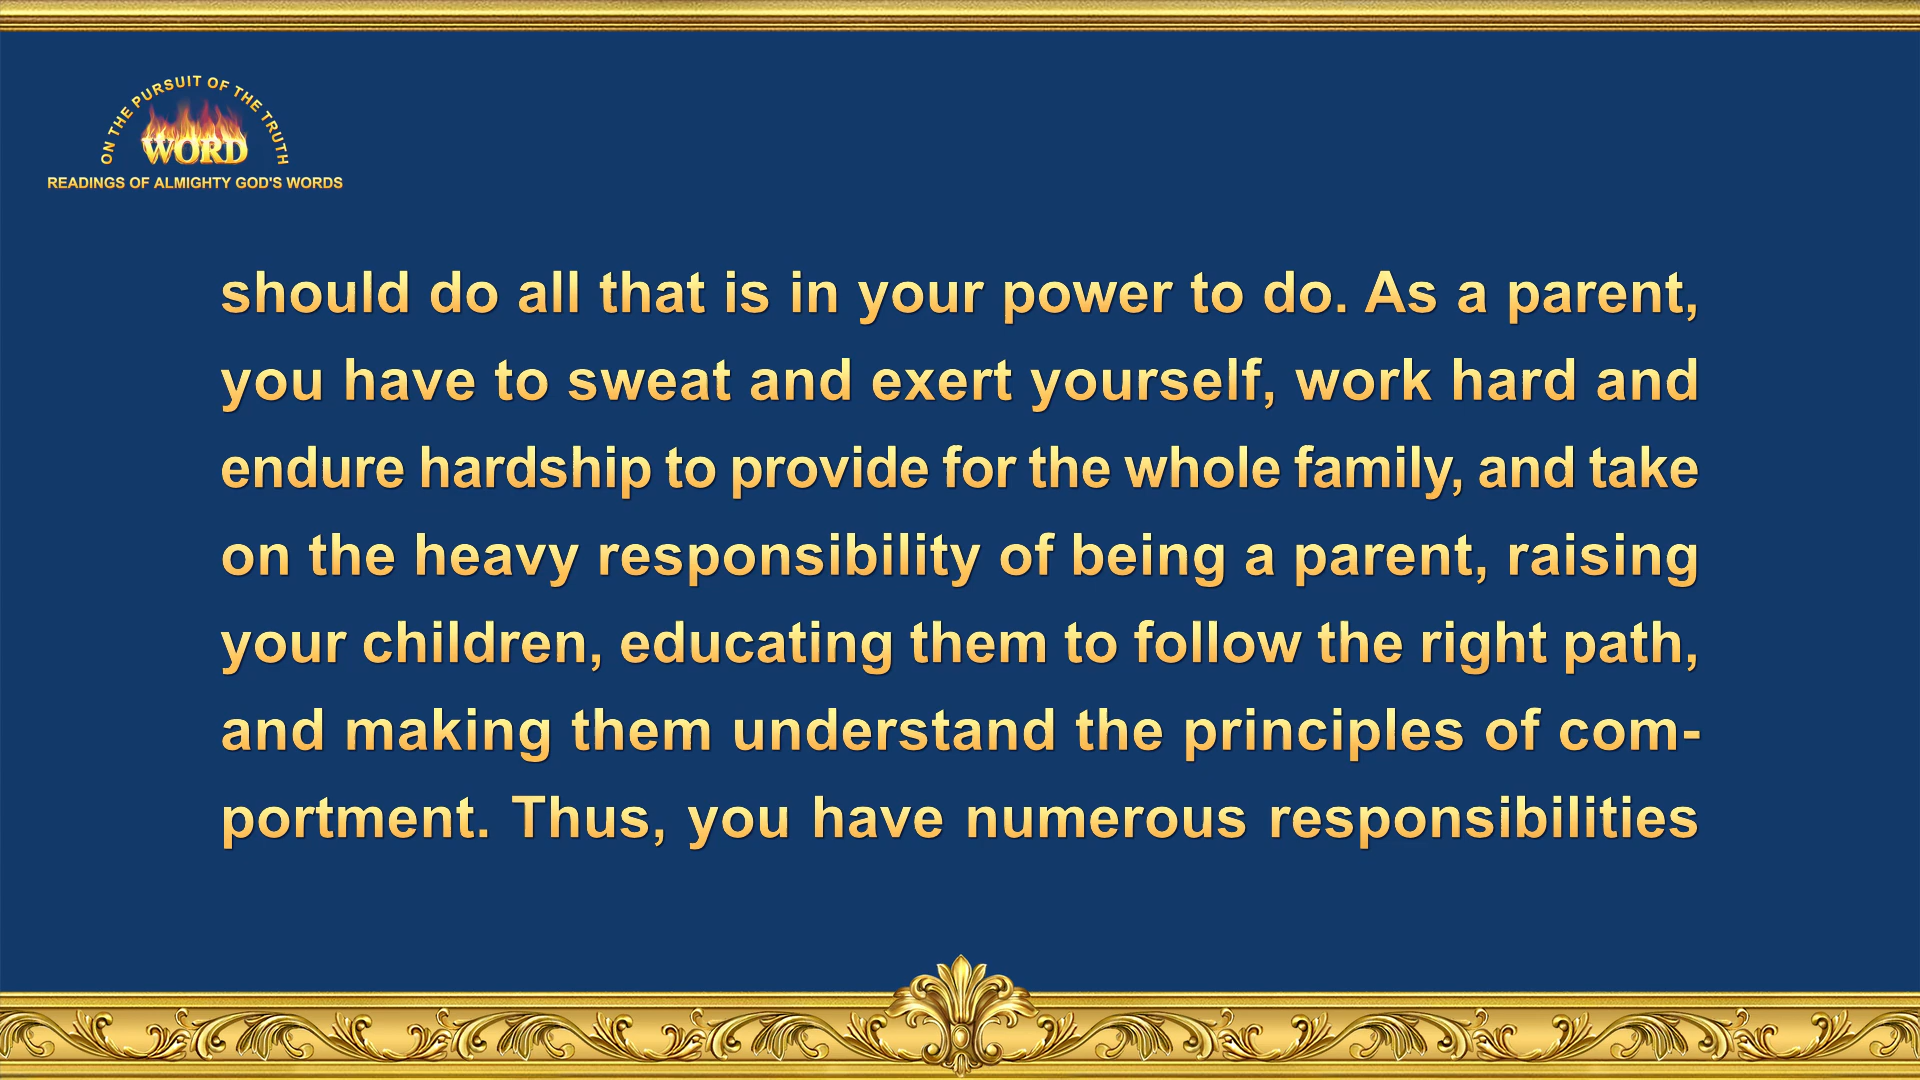 ON THE PURSUIT OF THE TRUTH
WORD
READINGS OF ALMIGHTY GOD'S WORDS
should do all that is in your power to do. As a parent,
you have to sweat and exert yourself, work hard and
endure hardship to provide for the whole family, and take
on the heavy responsibility of being a parent, raising
your children, educating them to follow the right path,
and making them understand the principles of com-
portment. Thus, you have numerous responsibilities